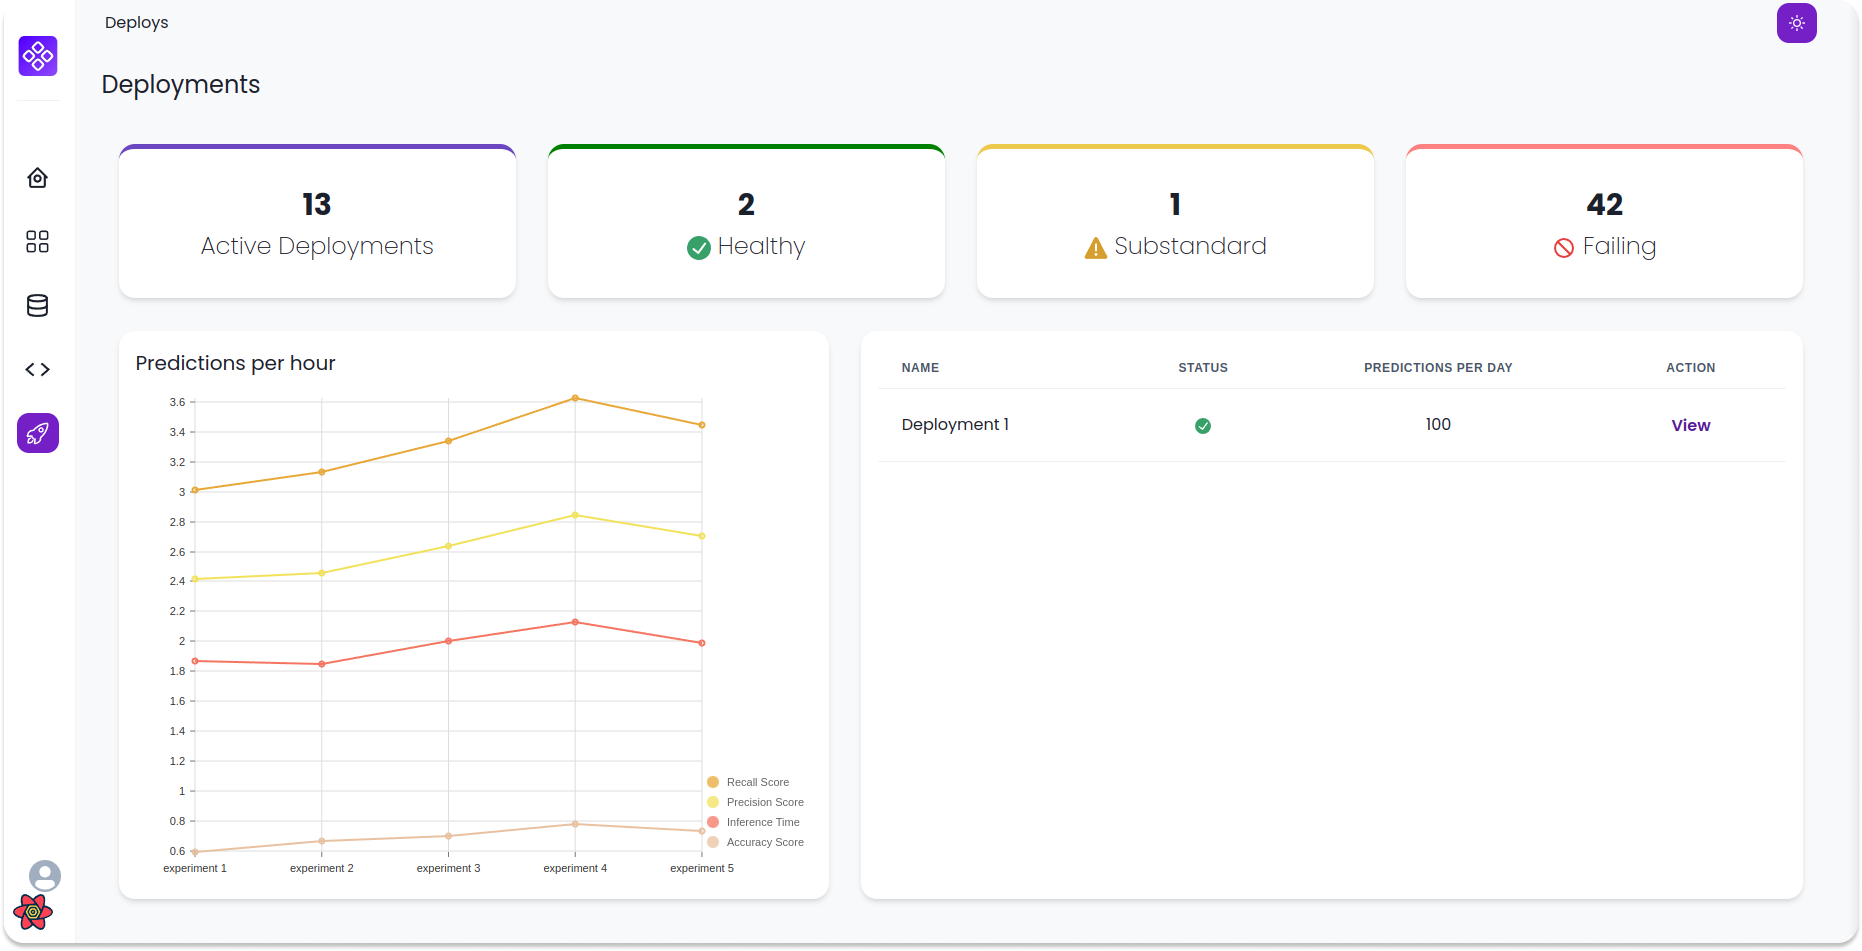 Deploys
Deployments
13
Active Deployments
2
Healthy
1
Substandard
42
Failing
Predictions per hour
3.6
3.4
3.2
3
2.8
2.6
2.4
2.2
2
1.8
1.6
1.4
1.2
1
0.8
0.6
experiment 1 experiment 2 experiment 3 experiment 4 experiment 5
Recall Score
Precision Score
Inference Time
Accuracy Score
NAME STATUS PREDICTIONS PER DAY ACTION
Deployment 1 100 View